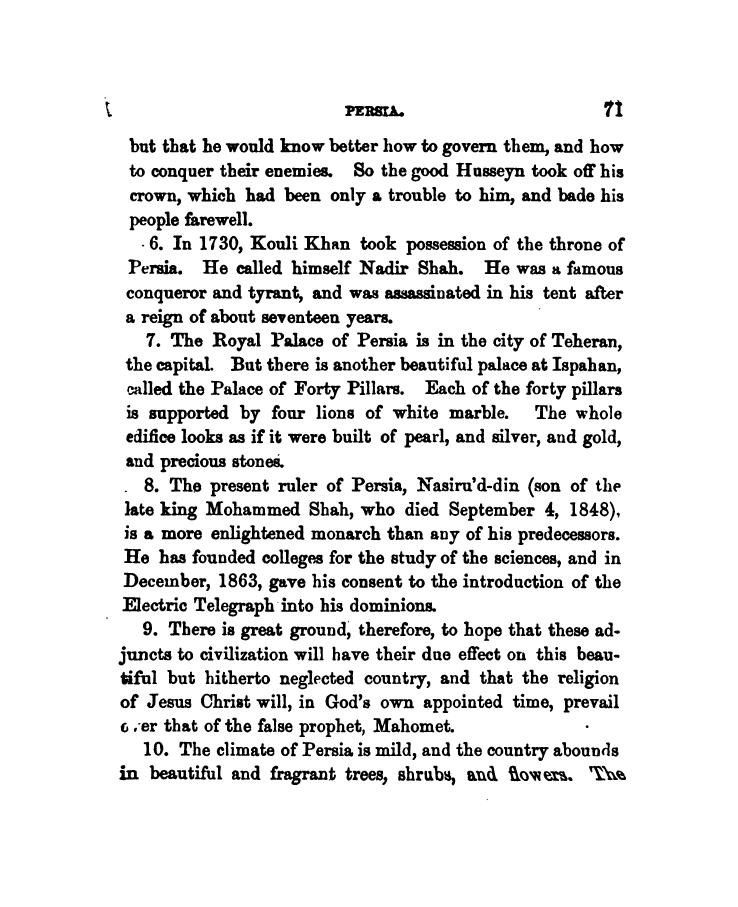 PERSIA. 71
but that he would know better how to govern them, and how
to conquer their enemies. So the good Husseyn took off his
crown, which had been only a trouble to him, and bade his
people farewell.
6. In 1730, Kouli Khan took possession of the throne of
Persia. He called himself Nadir Shah. He was a famous
conqueror and tyrant, and was assassinated in his tent after
a reign of about seventeen years.
7. The Royal Palace of Persia is in the city of Teheran,
the capital. But there is another beautiful palace at Ispahan,
called the Palace of Forty Pillars. Each of the forty pillars
is supported by four lions of white marble. The whole
edifice looks as if it were built of pearl, and silver, and gold,
and precious stones.
8. The present ruler of Persia, Nasiru'd-din (son of the
late king Mohammed Shah, who died September 4, 1848),
is a more enlightened monarch than any of his predecessors.
He has founded colleges for the study of the sciences, and in
December, 1863, gave his consent to the introduction of the
Electric Telegraph into his dominions.
9. There is great ground, therefore, to hope that these ad-
juncts to civilization will have their due effect on this beau-
tiful but hitherto neglected country, and that the religion
of Jesus Christ will, in God's own appointed time, prevail
over that of the false prophet, Mahomet.
10. The climate of Persia is mild, and the country abounds
in beautiful and fragrant trees, shrubs, and flowers. The